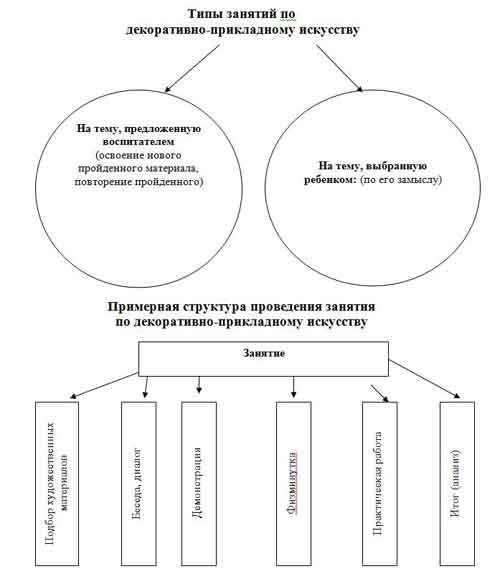 Типы занятий по
декоративно-прикладному искусству
На тему, предложенную
воспитателем
(освоение нового
пройденного материала,
повторение пройденного)
На тему, выбранную
ребенком: (по его замыслу)
Примерная структура проведения занятия
по декоративно-прикладному искусству
Занятие
Подбор художественных
материалов
Беседа, диалог
Демонстрация
Физминутка
Практическая работа
Итог (анализ)